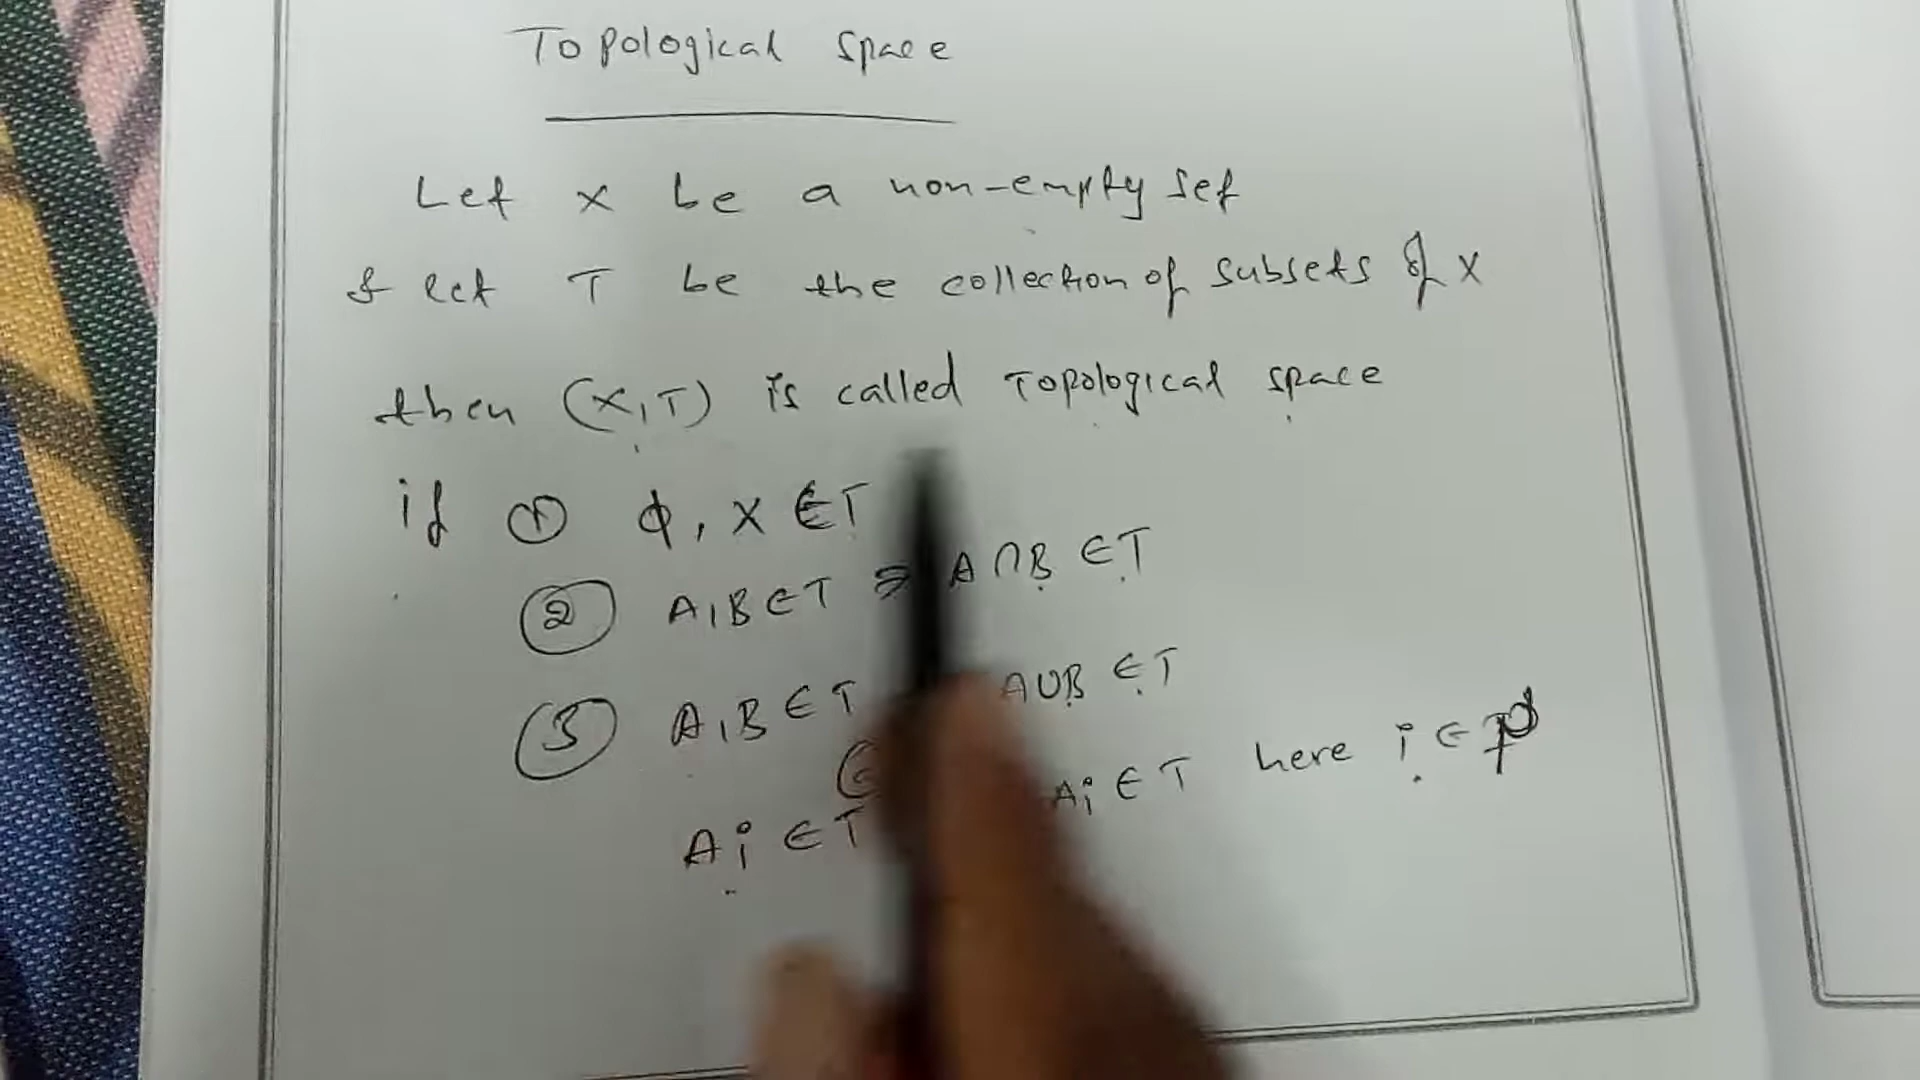 Topological space
Let x be a non-empty set
& let T be the collection of subsets of X
then (X, T) is called Topological space
if ① ϕ, X ∈ T
② A, B ∈ T ⇒ A ∩ B ∈ T
③ A, B ∈ T A ∪ B ∈ T
Ai ∈ T Ai ∈ T here i ∈